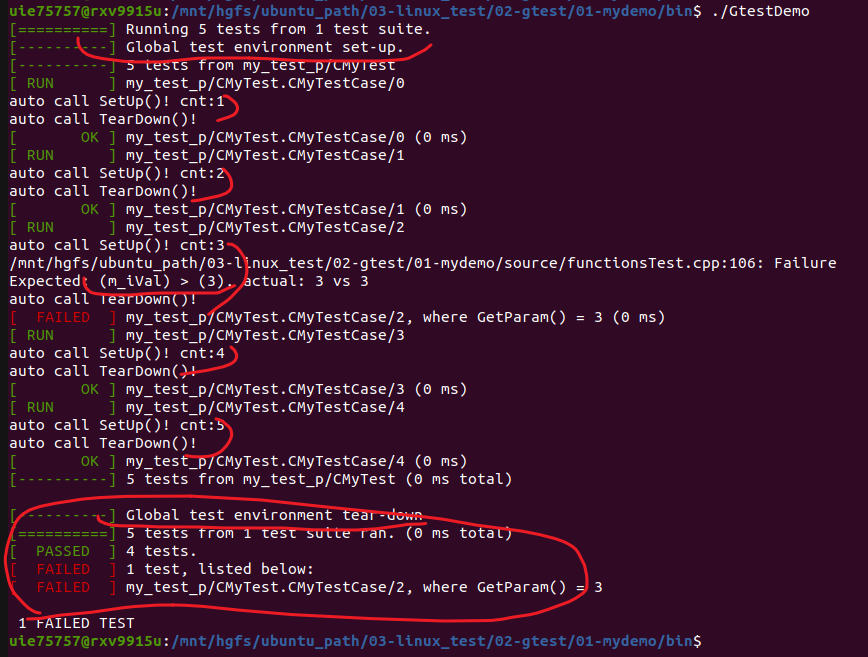 uie75757@rxv9915u:/mnt/hgfs/ubuntu_path/03-linux_test/02-gtest/01-mydemo/bin$ ./GtestDemo
[==========] Running 5 tests from 1 test suite.
[----------] Global test environment set-up.
[----------] 5 tests from my_test_p/CMyTest
[ RUN      ] my_test_p/CMyTest.CMyTestCase/0
auto call SetUp()! cnt:1
auto call TearDown()!
[       OK ] my_test_p/CMyTest.CMyTestCase/0 (0 ms)
[ RUN      ] my_test_p/CMyTest.CMyTestCase/1
auto call SetUp()! cnt:2
auto call TearDown()!
[       OK ] my_test_p/CMyTest.CMyTestCase/1 (0 ms)
[ RUN      ] my_test_p/CMyTest.CMyTestCase/2
auto call SetUp()! cnt:3
/mnt/hgfs/ubuntu_path/03-linux_test/02-gtest/01-mydemo/source/functionsTest.cpp:106: Failure
Expected: (m_iVal) > (3), actual: 3 vs 3
auto call TearDown()!
[  FAILED  ] my_test_p/CMyTest.CMyTestCase/2, where GetParam() = 3 (0 ms)
[ RUN      ] my_test_p/CMyTest.CMyTestCase/3
auto call SetUp()! cnt:4
auto call TearDown()!
[       OK ] my_test_p/CMyTest.CMyTestCase/3 (0 ms)
[ RUN      ] my_test_p/CMyTest.CMyTestCase/4
auto call SetUp()! cnt:5
auto call TearDown()!
[       OK ] my_test_p/CMyTest.CMyTestCase/4 (0 ms)
[----------] 5 tests from my_test_p/CMyTest (0 ms total)
[----------] Global test environment tear-down
[==========] 5 tests from 1 test suite ran. (0 ms total)
[  PASSED  ] 4 tests.
[  FAILED  ] 1 test, listed below:
[  FAILED  ] my_test_p/CMyTest.CMyTestCase/2, where GetParam() = 3
1 FAILED TEST
uie75757@rxv9915u:/mnt/hgfs/ubuntu_path/03-linux_test/02-gtest/01-mydemo/bin$